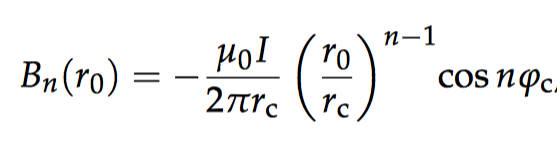 B_n(r_0) = -\frac{\mu_0 I}{2\pi r_c} \left( \frac{r_0}{r_c} \right)^{n-1} \cos n\varphi_c.